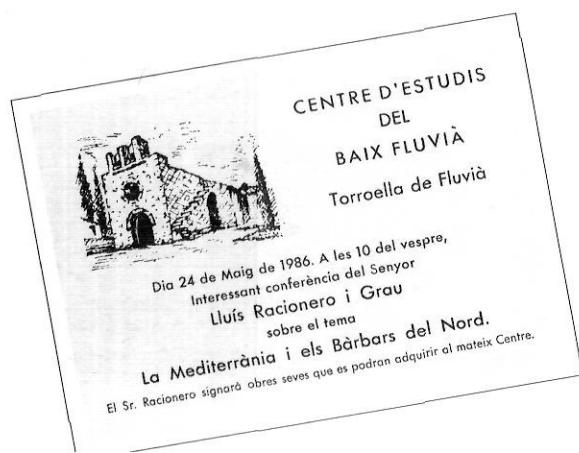 CENTRE D'ESTUDIS
DEL
BAIX FLUVIÀ
Torroella de Fluvià
Dia 24 de Maig de 1986. A les 10 del vespre,
Interessant conferència del Senyor
Lluís Racionero i Grau
sobre el tema
La Mediterrània i els Bàrbars del Nord.
El Sr. Racionero signarà obres seves que es podran adquirir al mateix Centre.